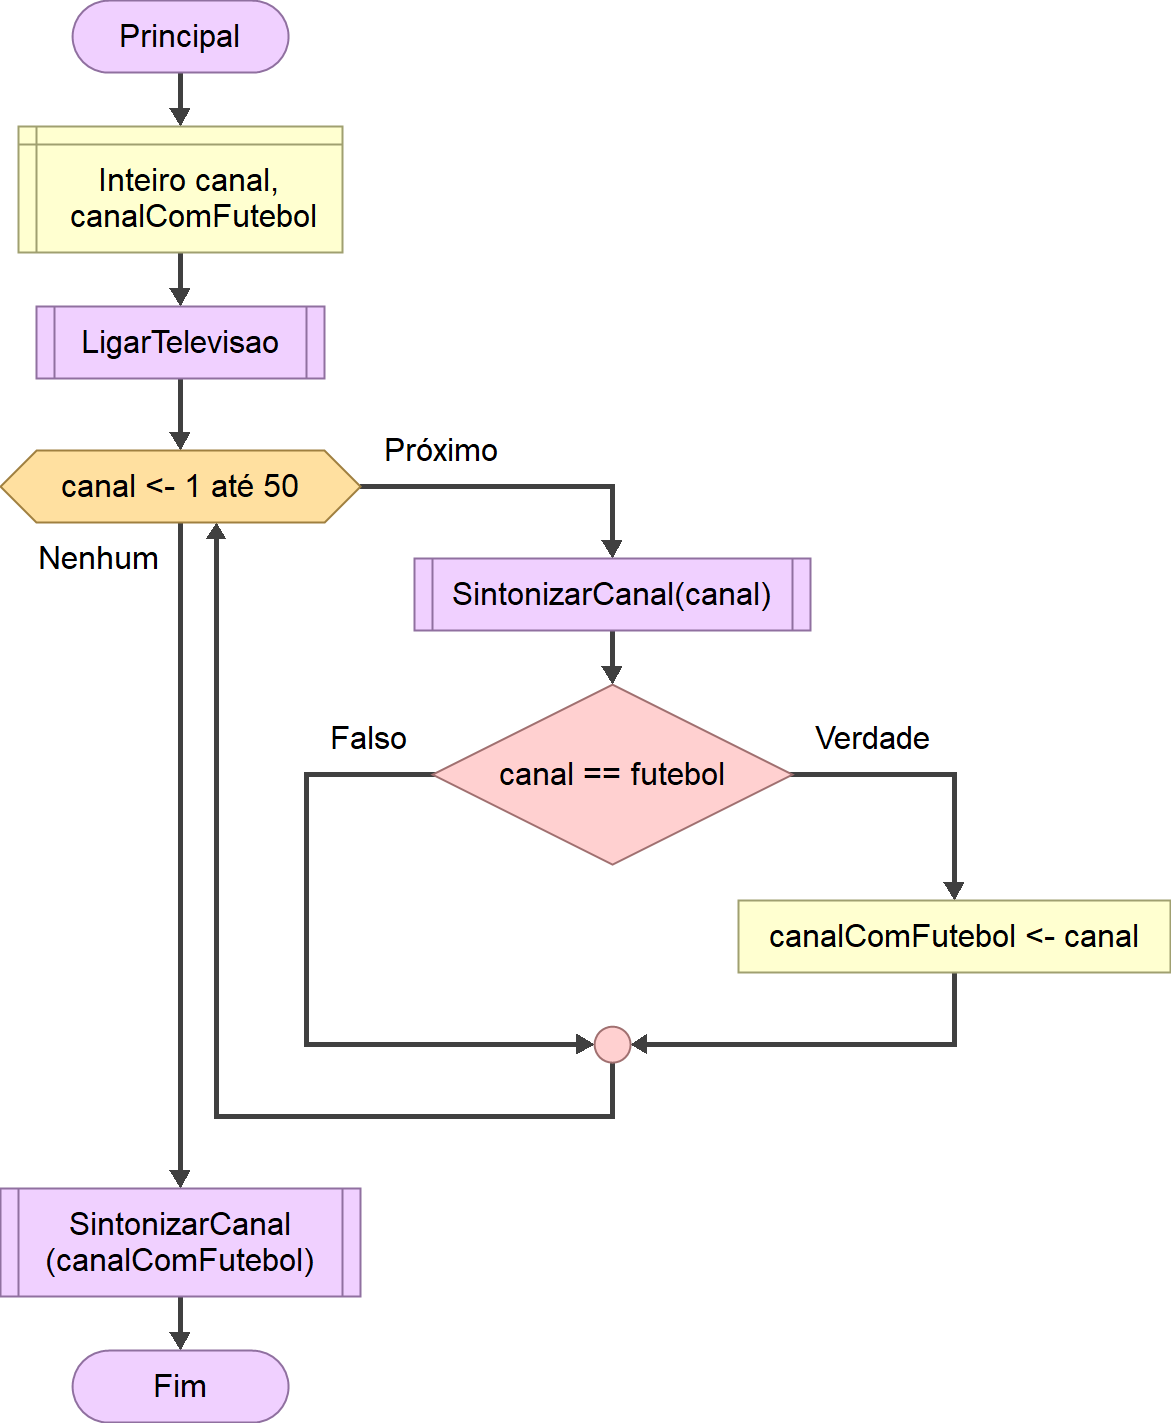 Principal
Inteiro canal,
canalComFutebol
LigarTelevisao
canal <- 1 até 50
Próximo
Nenhum
SintonizarCanal(canal)
Falso
Verdade
canal == futebol
canalComFutebol <- canal
SintonizarCanal
(canalComFutebol)
Fim